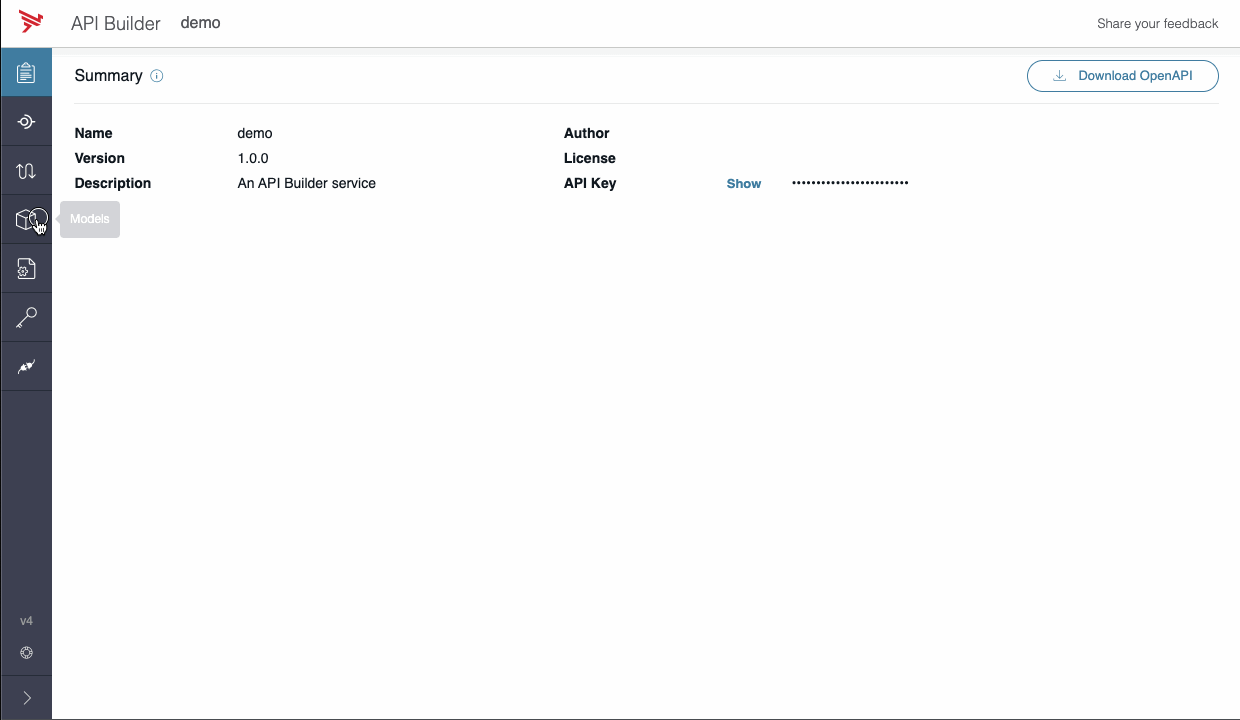 API Builder demo Share your feedback
Summary Download OpenAPI
Name demo Author
Version 1.0.0 License
Description An API Builder service API Key Show ••••••••••••••••••••••••
Models
v4